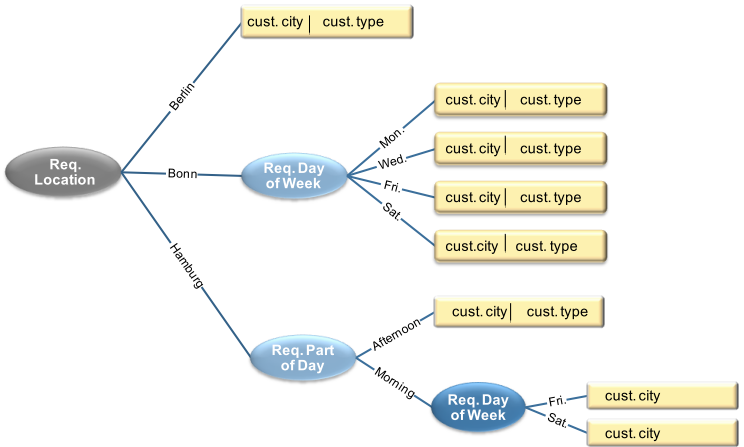 cust. city | cust. type
Berlin
Req.
Location
Bonn
Req. Day
of Week
Mon.
cust. city | cust. type
Wed.
cust. city | cust. type
Fri.
cust. city | cust. type
Sat.
cust.city | cust. type
Hamburg
Req. Part
of Day
Afternoon
cust. city | cust. type
Morning
Req. Day
of Week
Fri.
cust. city
Sat.
cust. city